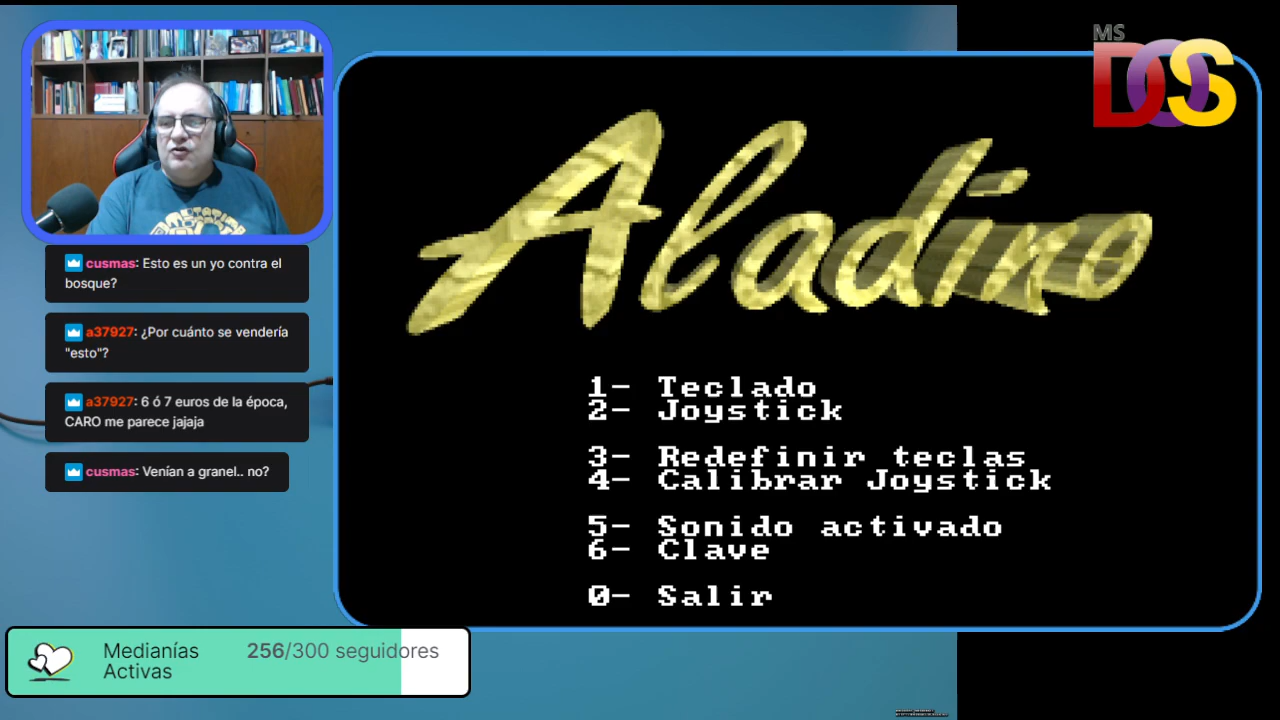 MS
DOS
Aladino
cusmas: Esto es un yo contra el
bosque?
a37927: ¿Por cuánto se vendería
"esto"?
a37927: 6 ó 7 euros de la época,
CARO me parece jajaja
cusmas: Venían a granel.. no?
1- Teclado
2- Joystick
3- Redefinir teclas
4- Calibrar Joystick
5- Sonido activado
6- Clave
0- Salir
Medianías
Activas
256/300 seguidores